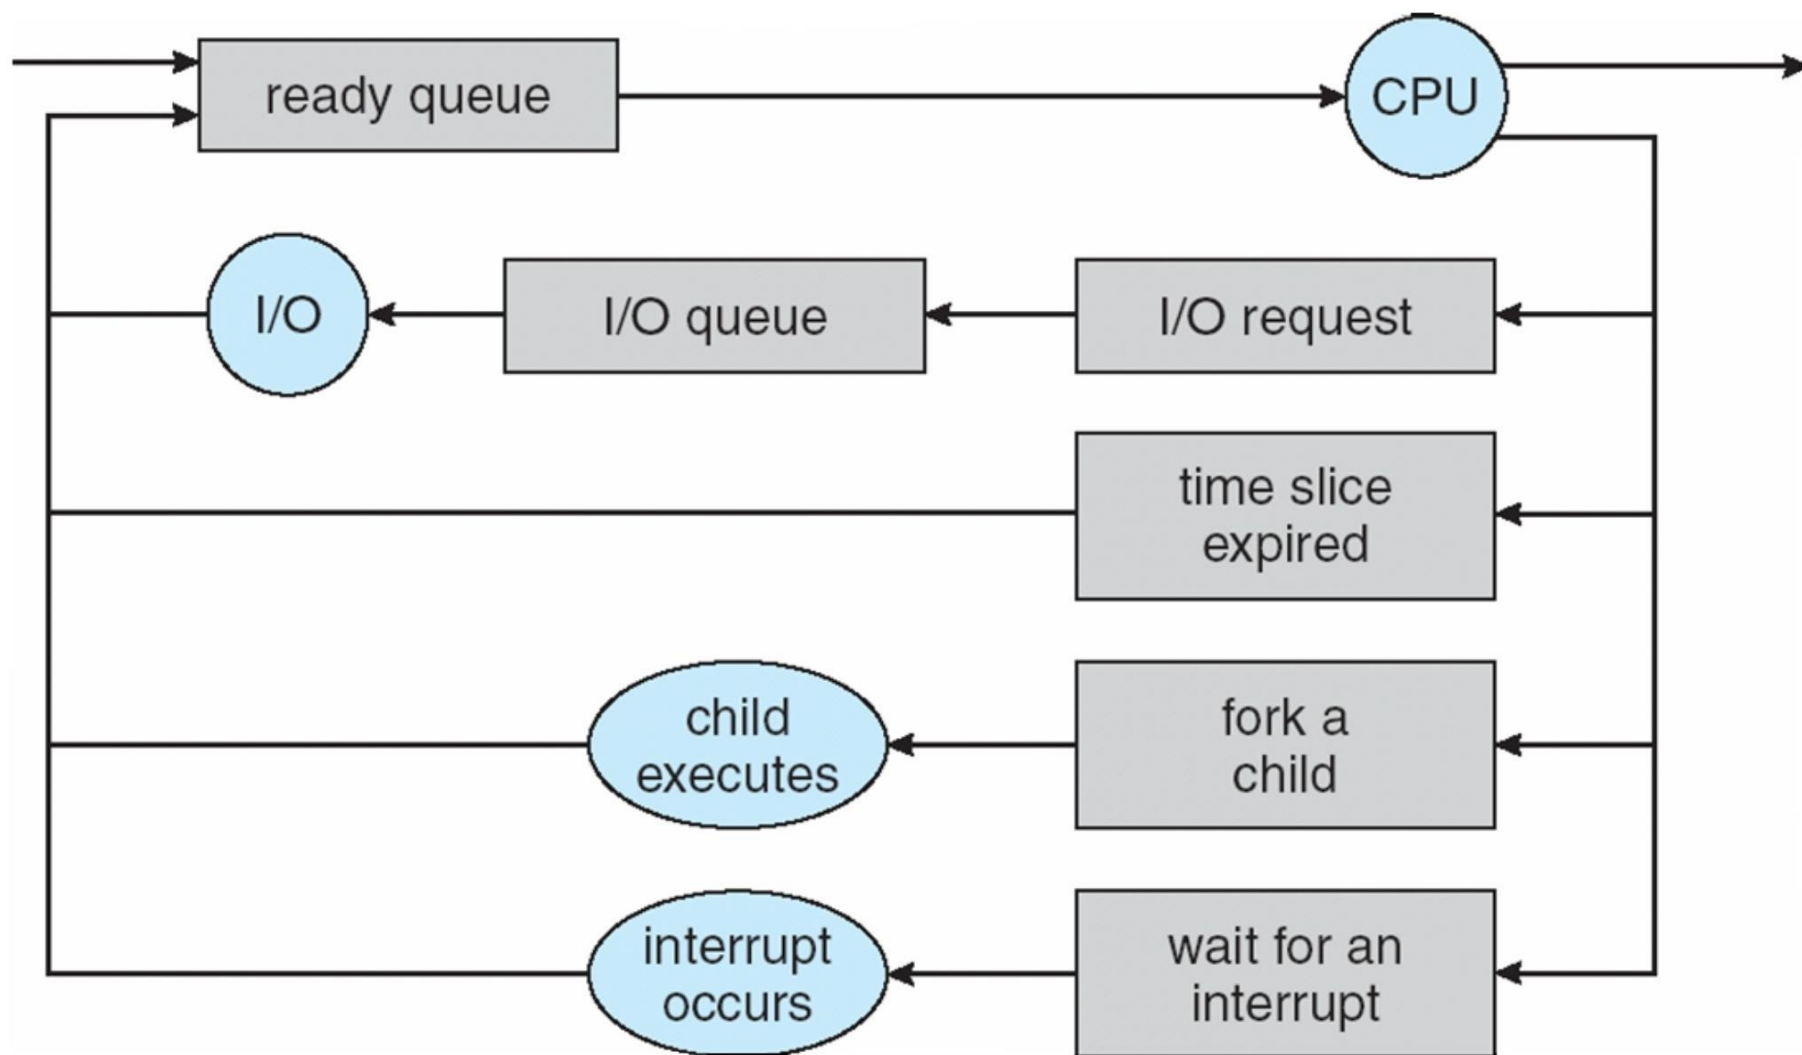 ready queue
CPU
I/O
I/O queue
I/O request
time slice
expired
child
executes
fork a
child
interrupt
occurs
wait for an
interrupt